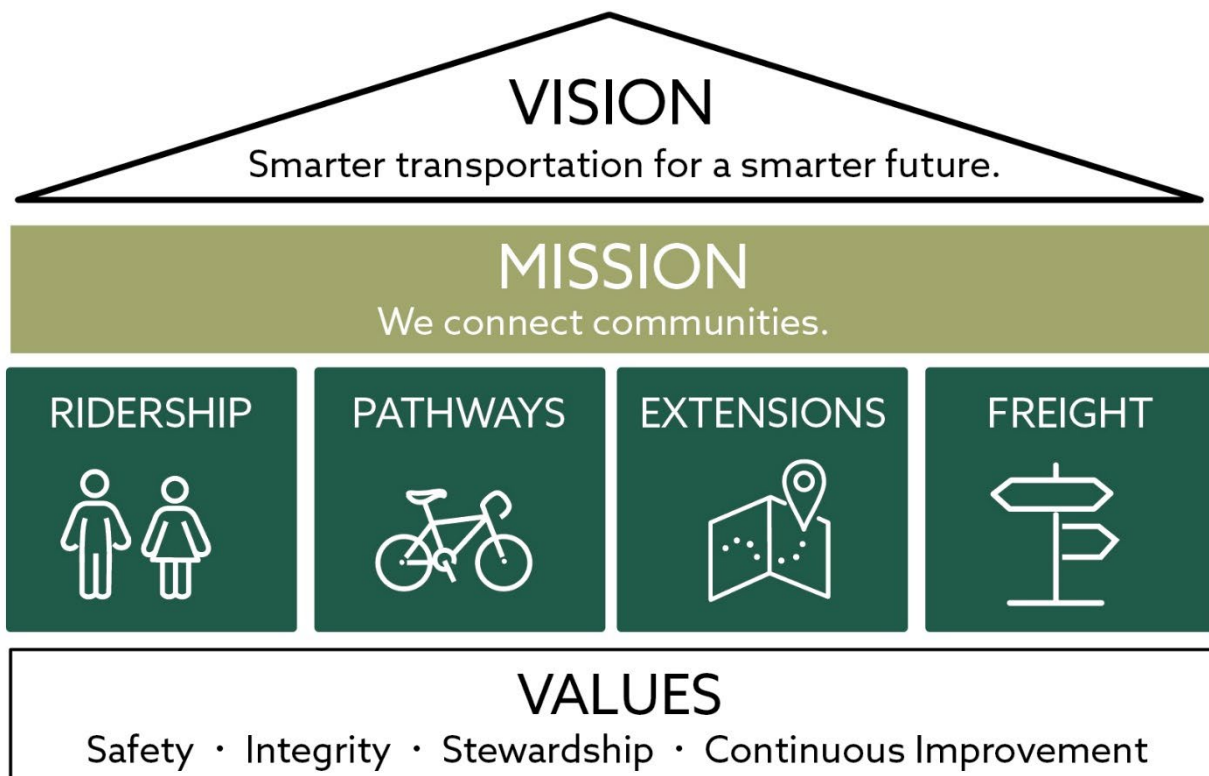 VISION
Smarter transportation for a smarter future.
MISSION
We connect communities.
RIDERSHIP
PATHWAYS
EXTENSIONS
FREIGHT
VALUES
Safety · Integrity · Stewardship · Continuous Improvement